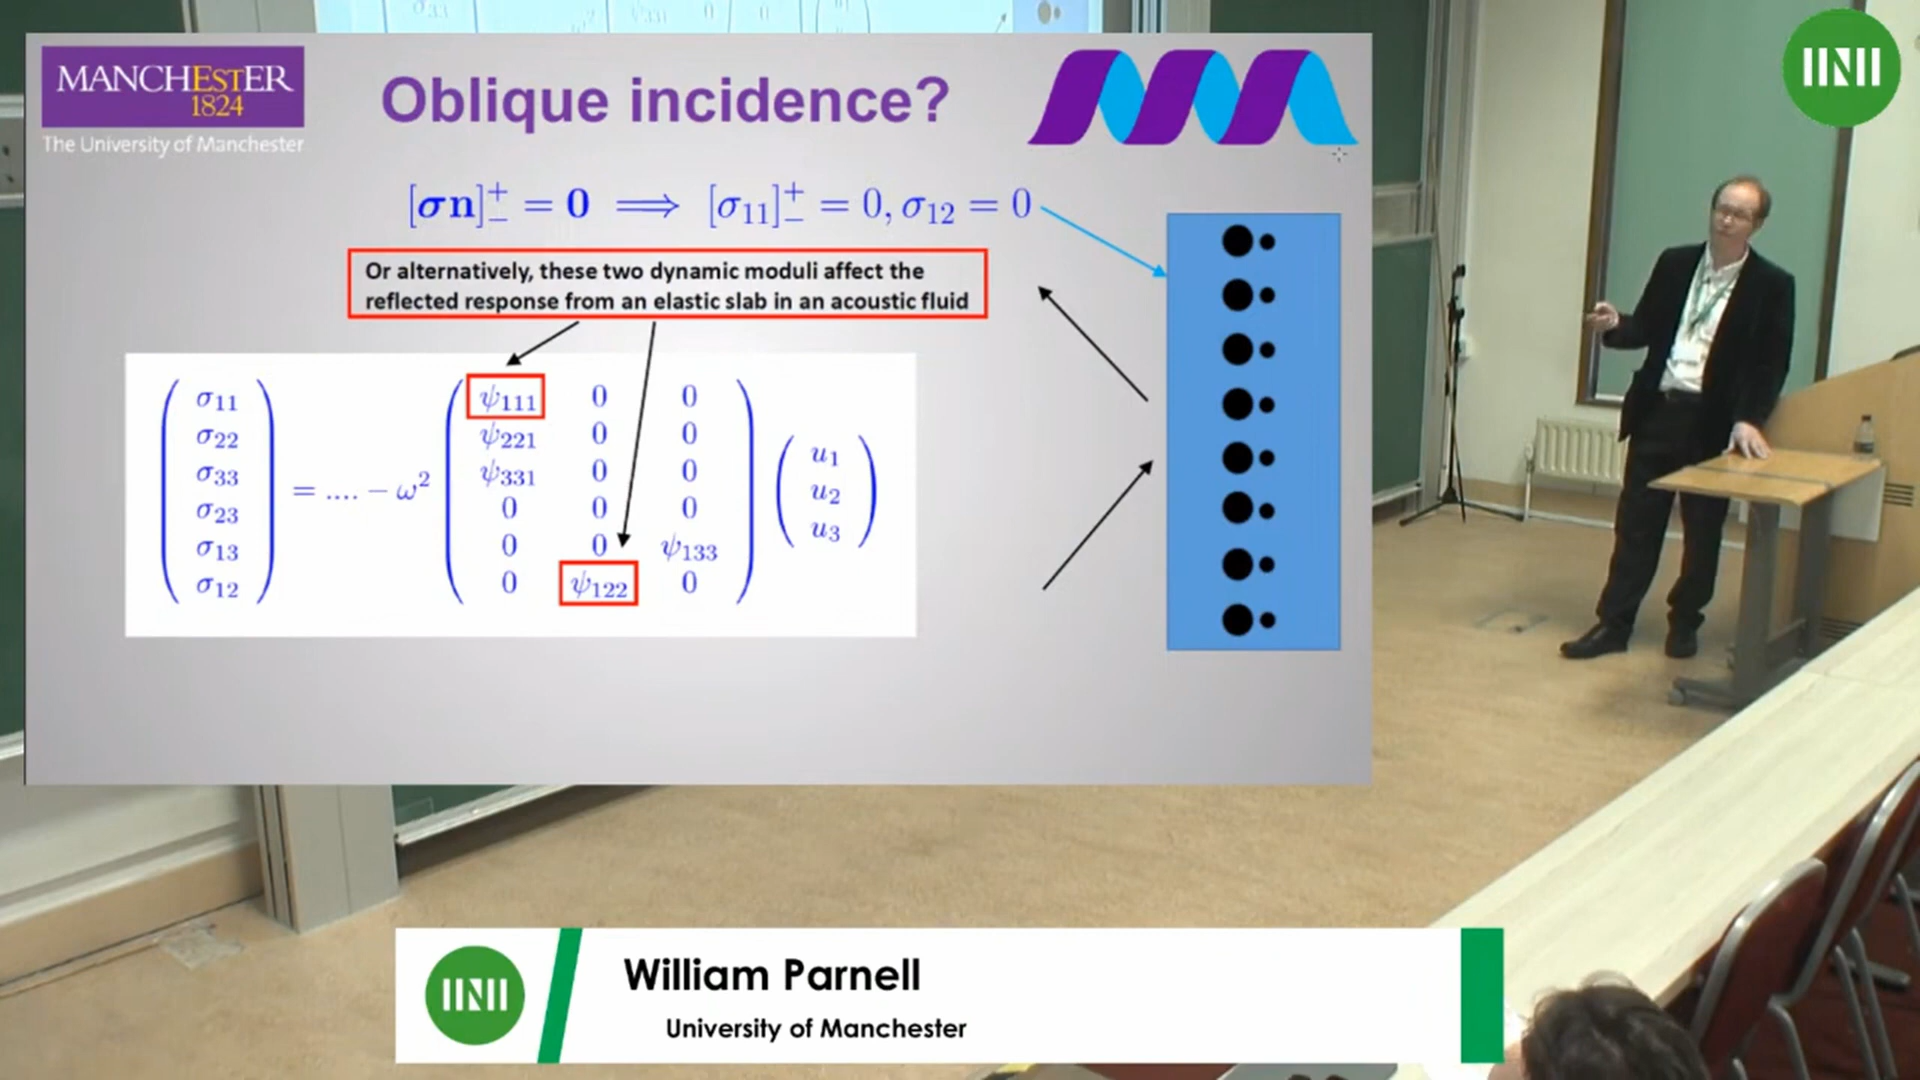 MANCHESTER
1824
The University of Manchester
Oblique incidence?
[σn]⁺₋ = 0 ⟹ [σ₁₁]⁺₋ = 0, σ₁₂ = 0
Or alternatively, these two dynamic moduli affect the
reflected response from an elastic slab in an acoustic fluid
σ₁₁ ψ₁₁₁ 0 0
σ₂₂ ψ₂₂₁ 0 0 u₁
σ₃₃ ψ₃₃₁ 0 0
= .... − ω² u₂
σ₂₃ 0 0 0 u₃
σ₁₃ 0 0 ψ₁₃₃
σ₁₂ 0 ψ₁₂₂ 0
William Parnell
University of Manchester